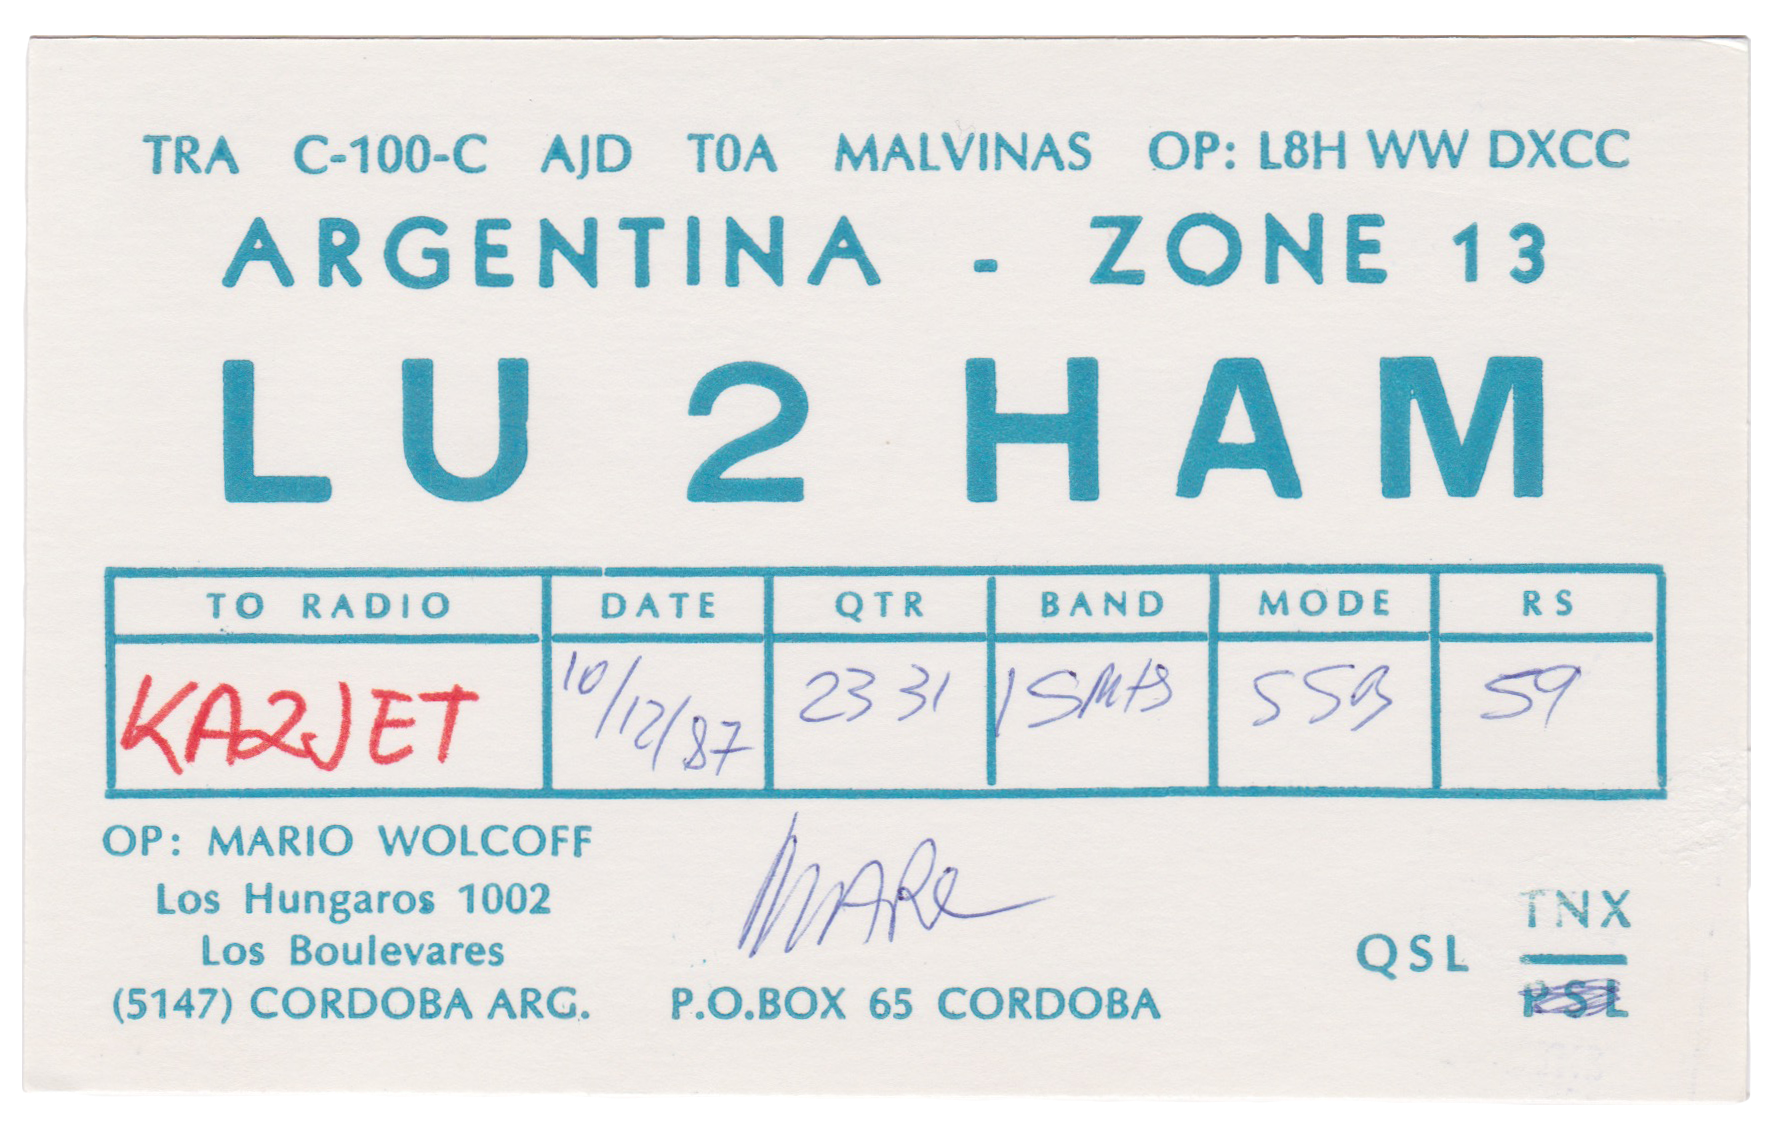 TRA C-100-C AJD T0A MALVINAS OP: L8H WW DXCC
ARGENTINA - ZONE 13
LU 2 HAM
TO RADIO DATE QTR BAND MODE RS
KA2JET 10/12/87 2331 15Mts SSB 59
OP: MARIO WOLCOFF
Los Hungaros 1002
Los Boulevares
(5147) CORDOBA ARG.
P.O.BOX 65 CORDOBA
QSL TNX
PSL